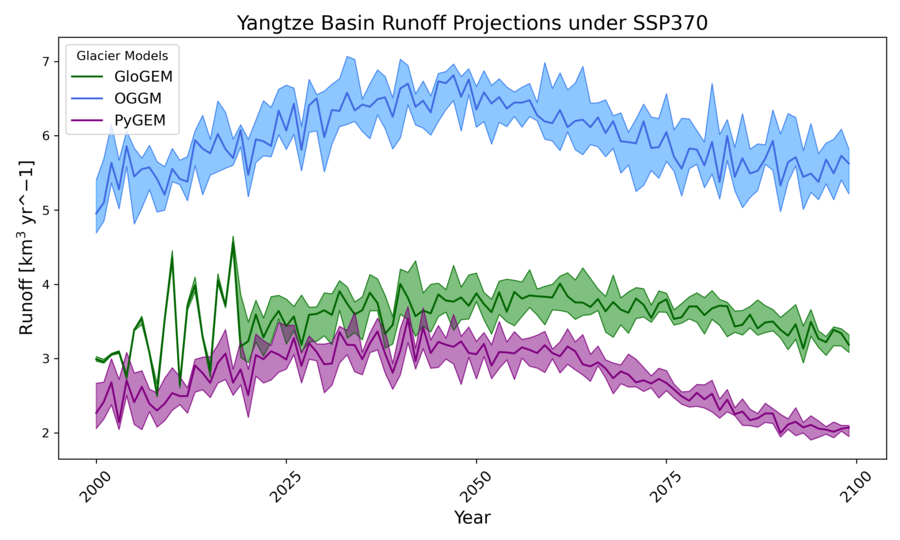 Yangtze Basin Runoff Projections under SSP370
Glacier Models
GloGEM
OGGM
PyGEM
Runoff [km³ yr^−1]
7
6
5
4
3
2
2000
2025
2050
2075
2100
Year